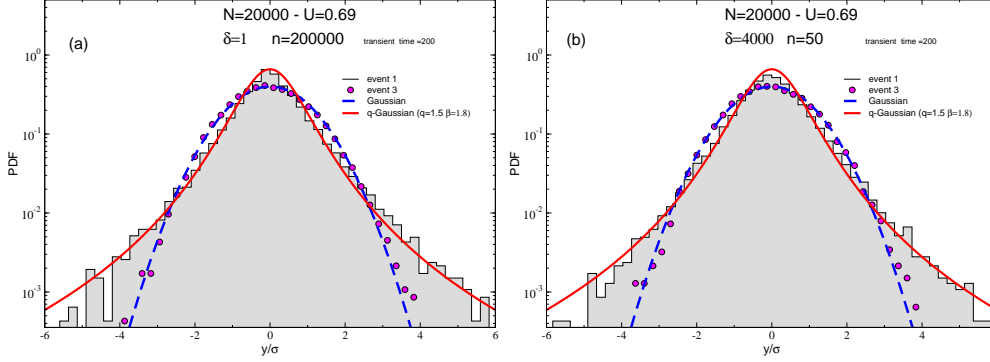 N=20000 - U=0.69
(a)
δ=1 n=200000 transient time =200
10^0
event 1
event 3
Gaussian
q-Gaussian (q=1.5 β=1.8)
10^-1
PDF
10^-2
10^-3
-6 -4 -2 0 2 4 6
y/σ
N=20000 - U=0.69
(b)
δ=4000 n=50 transient time =200
10^0
event 1
event 3
Gaussian
q-Gaussian (q=1.5 β=1.8)
10^-1
PDF
10^-2
10^-3
-6 -4 -2 0 2 4
y/σ